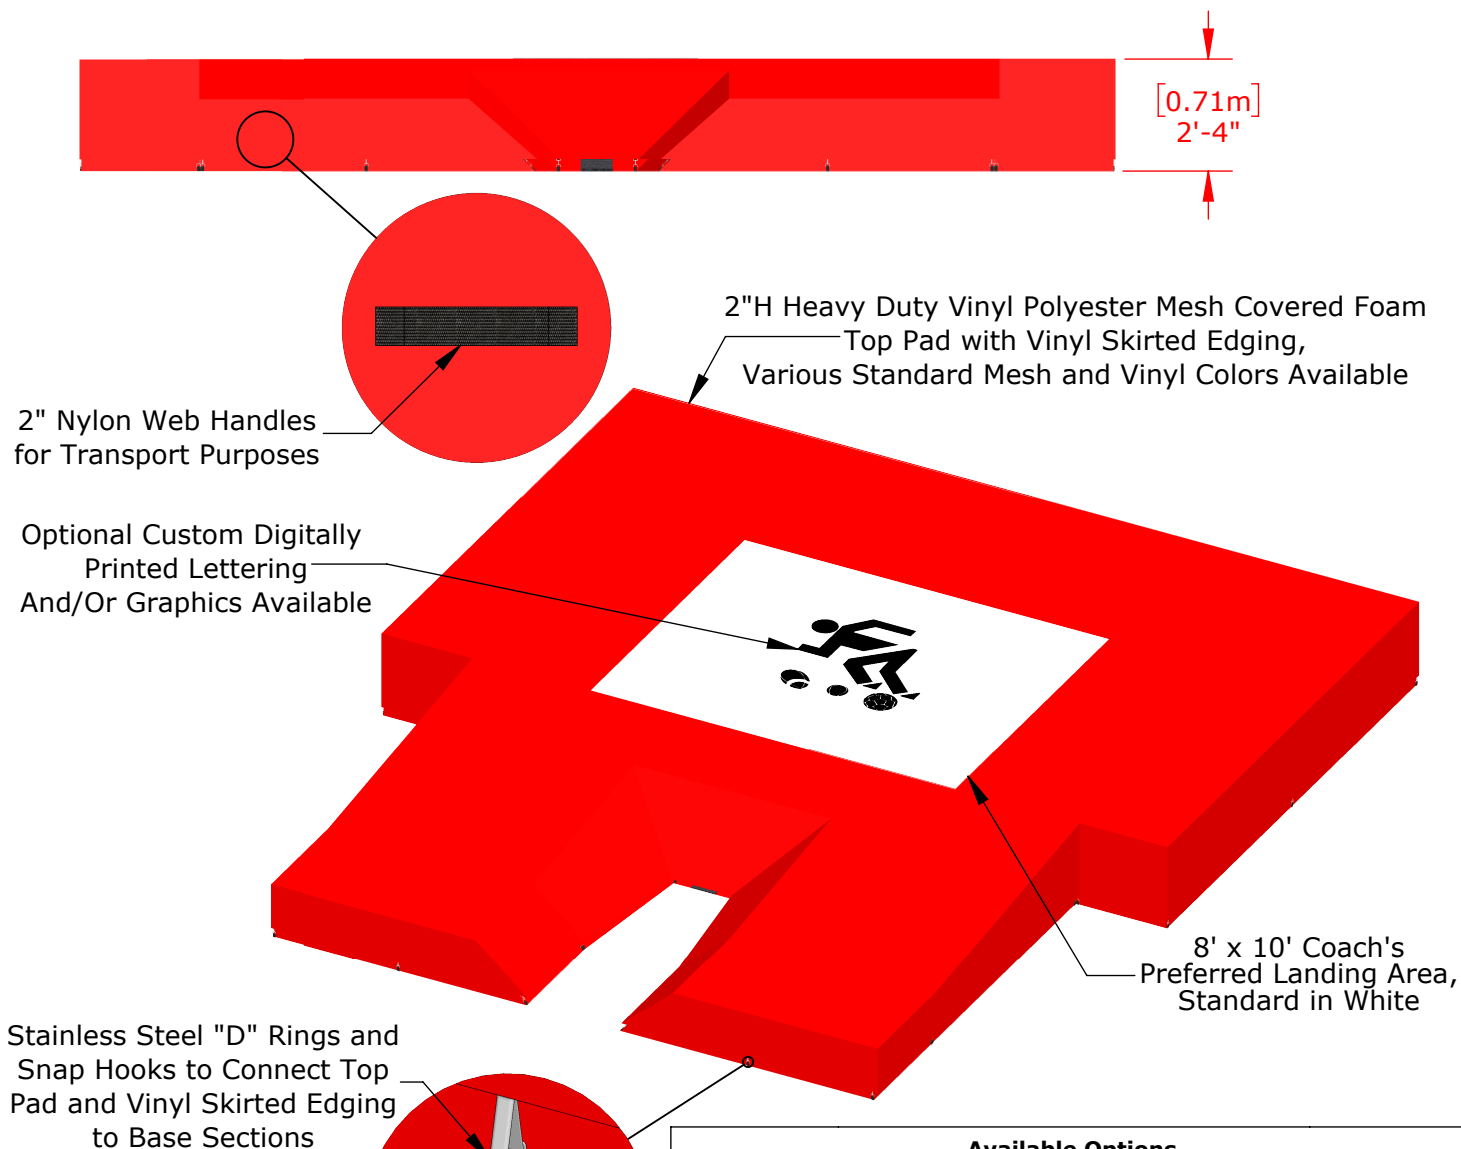 [0.71m]
2'-4"
2"H Heavy Duty Vinyl Polyester Mesh Covered Foam
Top Pad with Vinyl Skirted Edging,
Various Standard Mesh and Vinyl Colors Available
2" Nylon Web Handles
for Transport Purposes
Optional Custom Digitally
Printed Lettering
And/Or Graphics Available
8' x 10' Coach's
Preferred Landing Area,
Standard in White
Stainless Steel "D" Rings and
Snap Hooks to Connect Top
Pad and Vinyl Skirted Edging
to Base Sections
Available Options